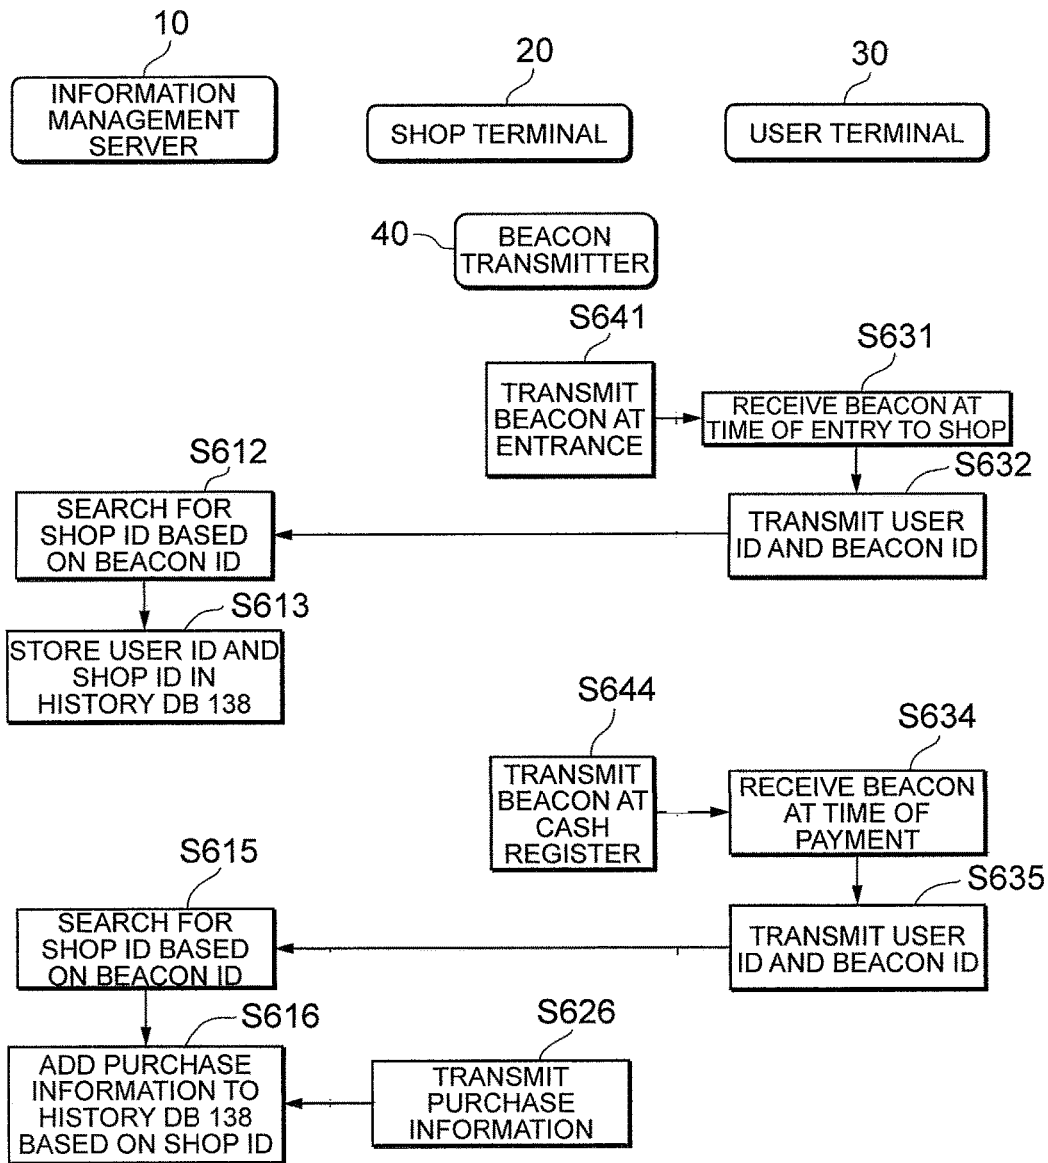 10
INFORMATION
MANAGEMENT
SERVER
20
SHOP TERMINAL
30
USER TERMINAL
40
BEACON
TRANSMITTER
S641
TRANSMIT
BEACON AT
ENTRANCE
S631
RECEIVE BEACON AT
TIME OF ENTRY TO SHOP
S632
TRANSMIT USER
ID AND BEACON ID
S612
SEARCH FOR
SHOP ID BASED
ON BEACON ID
S613
STORE USER ID AND
SHOP ID IN
HISTORY DB 138
S644
TRANSMIT
BEACON AT
CASH
REGISTER
S634
RECEIVE BEACON
AT TIME OF
PAYMENT
S635
TRANSMIT USER
ID AND BEACON ID
S615
SEARCH FOR
SHOP ID BASED
ON BEACON ID
S616
ADD PURCHASE
INFORMATION TO
HISTORY DB 138
BASED ON SHOP ID
S626
TRANSMIT
PURCHASE
INFORMATION